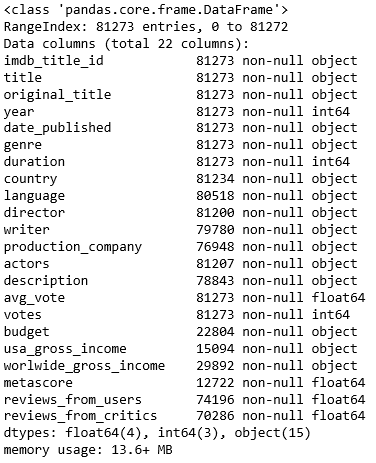 <class 'pandas.core.frame.DataFrame'>
RangeIndex: 81273 entries, 0 to 81272
Data columns (total 22 columns):
imdb_title_id            81273 non-null object
title                    81273 non-null object
original_title           81273 non-null object
year                     81273 non-null int64
date_published           81273 non-null object
genre                    81273 non-null object
duration                 81273 non-null int64
country                  81234 non-null object
language                 80518 non-null object
director                 81200 non-null object
writer                   79780 non-null object
production_company       76948 non-null object
actors                   81207 non-null object
description              78843 non-null object
avg_vote                 81273 non-null float64
votes                    81273 non-null int64
budget                   22804 non-null object
usa_gross_income         15094 non-null object
worlwide_gross_income    29892 non-null object
metascore                12722 non-null float64
reviews_from_users       74196 non-null float64
reviews_from_critics     70286 non-null float64
dtypes: float64(4), int64(3), object(15)
memory usage: 13.6+ MB